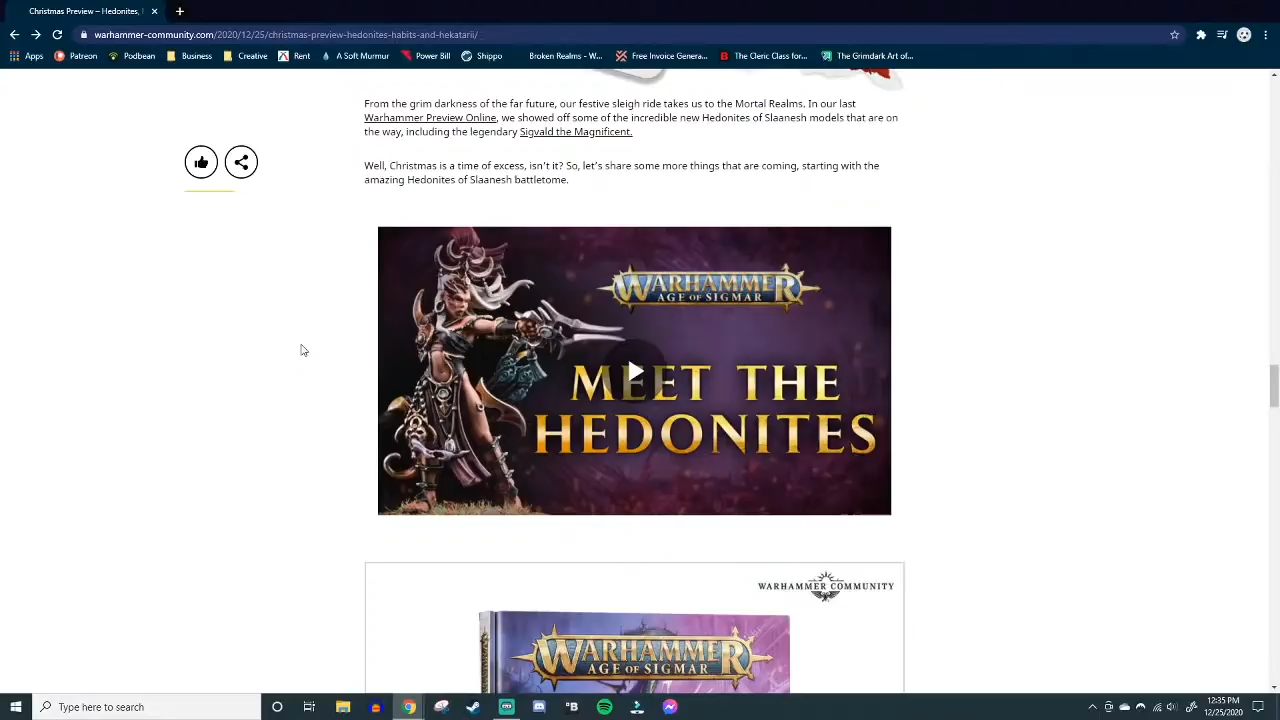 Christmas Preview – Hedonites, 
warhammer-community.com/2020/12/25/christmas-preview-hedonites-habits-and-hekatarii/
Apps Patreon Podbean Business Creative Rent A Soft Murmur Power Bill Shippo Broken Realms - W... Free Invoice Genera... The Cleric Class for... The Grimdark Art of...
From the grim darkness of the far future, our festive sleigh ride takes us to the Mortal Realms. In our last
Warhammer Preview Online, we showed off some of the incredible new Hedonites of Slaanesh models that are on
the way, including the legendary Sigvald the Magnificent.
Well, Christmas is a time of excess, isn't it? So, let's share some more things that are coming, starting with the
amazing Hedonites of Slaanesh battletome.
WARHAMMER
AGE OF SIGMAR
MEET THE
HEDONITES
WARHAMMER COMMUNITY
WARHAMMER
AGE OF SIGMAR
Type here to search
12:35 PM
12/25/2020